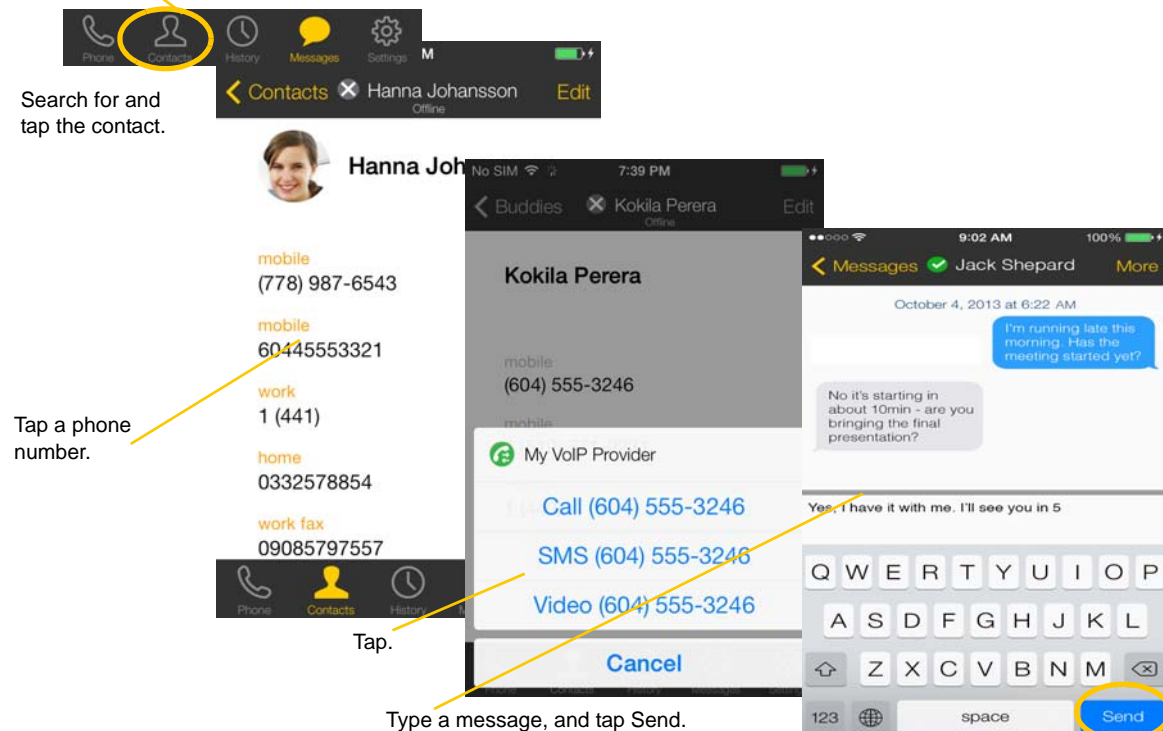 Phone Contacts History Messages Settings
Search for and
tap the contact.
M
Contacts Hanna Johansson Edit
Offline
Hanna Joh
mobile
(778) 987-6543
mobile
60445553321
work
1 (441)
home
0332578854
work fax
09085797557
Phone Contacts History M
Tap a phone
number.
No SIM 7:39 PM
Buddies Kokila Perera Edit
Offline
Kokila Perera
mobile
(604) 555-3246
mobile
My VoIP Provider
Call (604) 555-3246
SMS (604) 555-3246
Video (604) 555-3246
Cancel
Phone Contacts History Messages Settings
Tap.
9:02 AM 100%
Messages Jack Shepard More
October 4, 2013 at 6:22 AM
I'm running late this
morning. Has the
meeting started yet?
No it's starting in
about 10min - are you
bringing the final
presentation?
Yes, I have it with me. I'll see you in 5
Q W E R T Y U I O P
A S D F G H J K L
Z X C V B N M
123 space Send
Type a message, and tap Send.